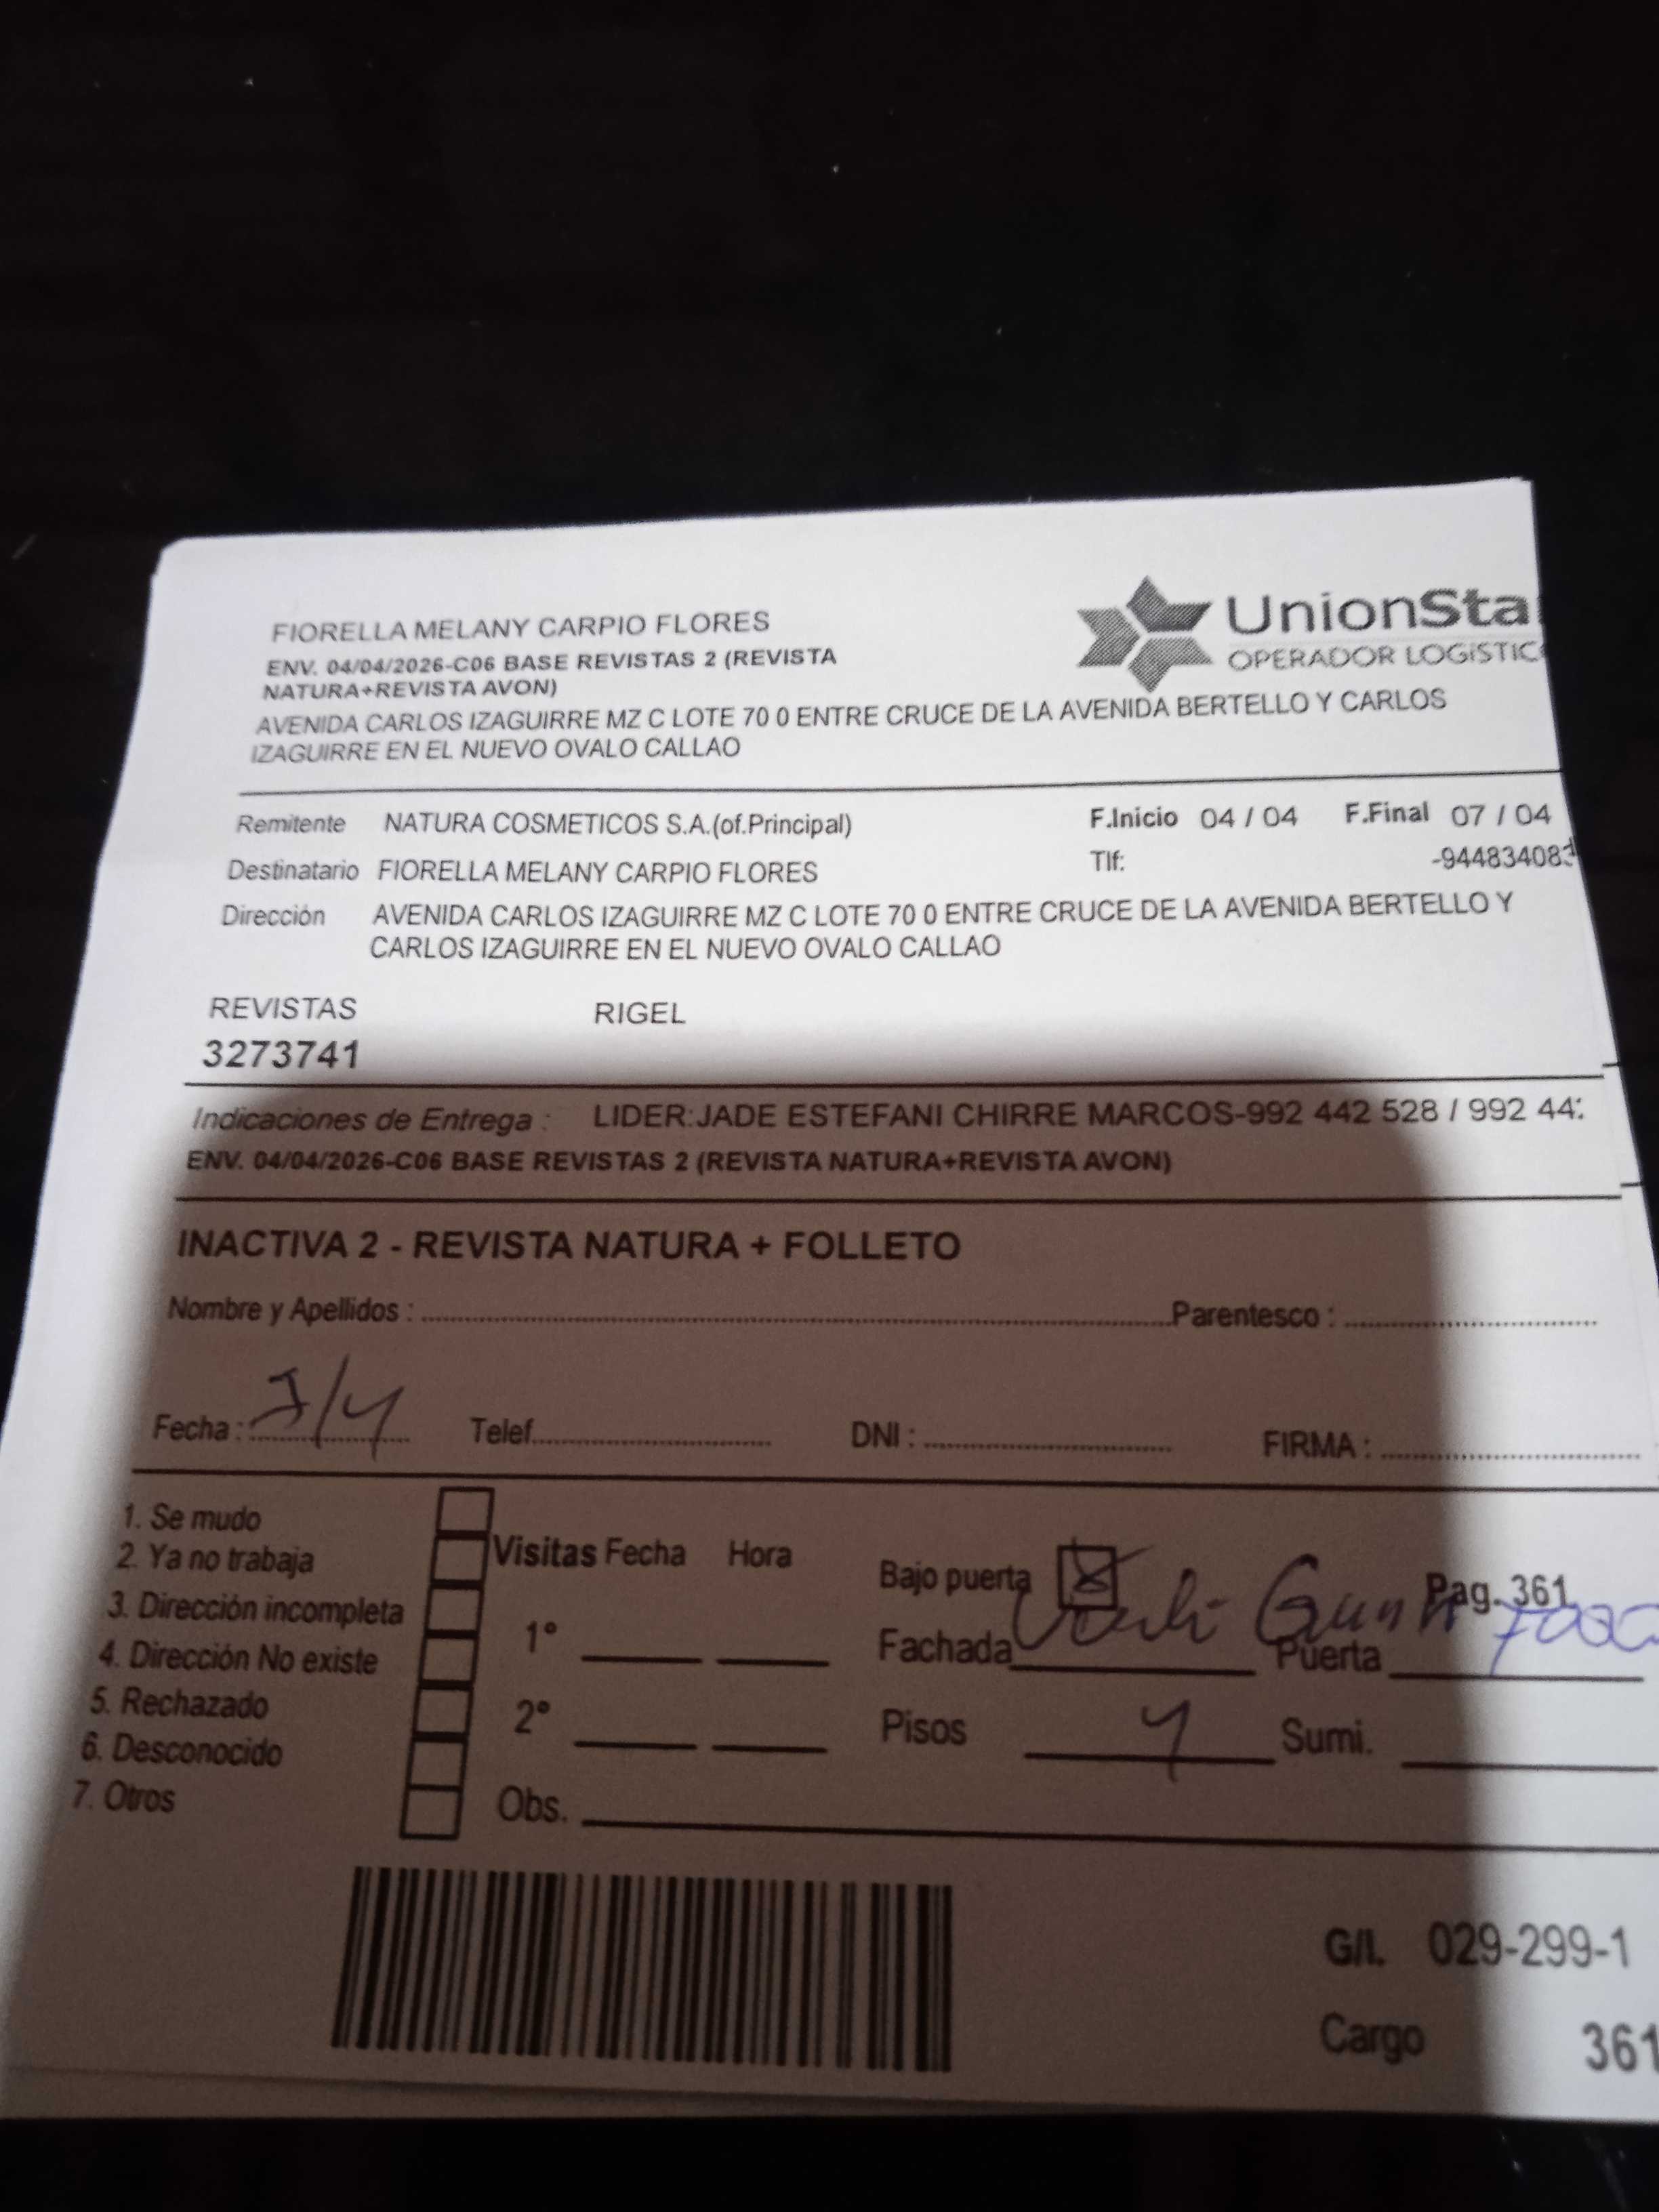 FIORELLA MELANY CARPIO FLORES
ENV. 04/04/2026-C06 BASE REVISTAS 2 (REVISTA
NATURA+REVISTA AVON)
AVENIDA CARLOS IZAGUIRRE MZ C LOTE 70 0 ENTRE CRUCE DE LA AVENIDA BERTELLO Y CARLOS
IZAGUIRRE EN EL NUEVO OVALO CALLAO
UnionSta
OPERADOR LOGISTIC
Remitente NATURA COSMETICOS S.A.(of.Principal) F.Inicio 04 / 04 F.Final 07 / 04
Destinatario FIORELLA MELANY CARPIO FLORES Tlf: -94483408
Dirección AVENIDA CARLOS IZAGUIRRE MZ C LOTE 70 0 ENTRE CRUCE DE LA AVENIDA BERTELLO Y
CARLOS IZAGUIRRE EN EL NUEVO OVALO CALLAO
REVISTAS RIGEL
3273741
Indicaciones de Entrega : LIDER:JADE ESTEFANI CHIRRE MARCOS-992 442 528 / 992 44
ENV. 04/04/2026-C06 BASE REVISTAS 2 (REVISTA NATURA+REVISTA AVON)
INACTIVA 2 - REVISTA NATURA + FOLLETO
Nombre y Apellidos : Parentesco :
Fecha : 7/4 Telef. DNI : FIRMA :
1. Se mudo
2. Ya no trabaja
3. Dirección incompleta
4. Dirección No existe
5. Rechazado
6. Desconocido
7. Otros
Visitas Fecha Hora
1°
2°
Obs.
Bajo puerta Pag. 361
Fachada Puerta
Pisos 4 Sumi.
G/I. 029-299-1
Cargo 361